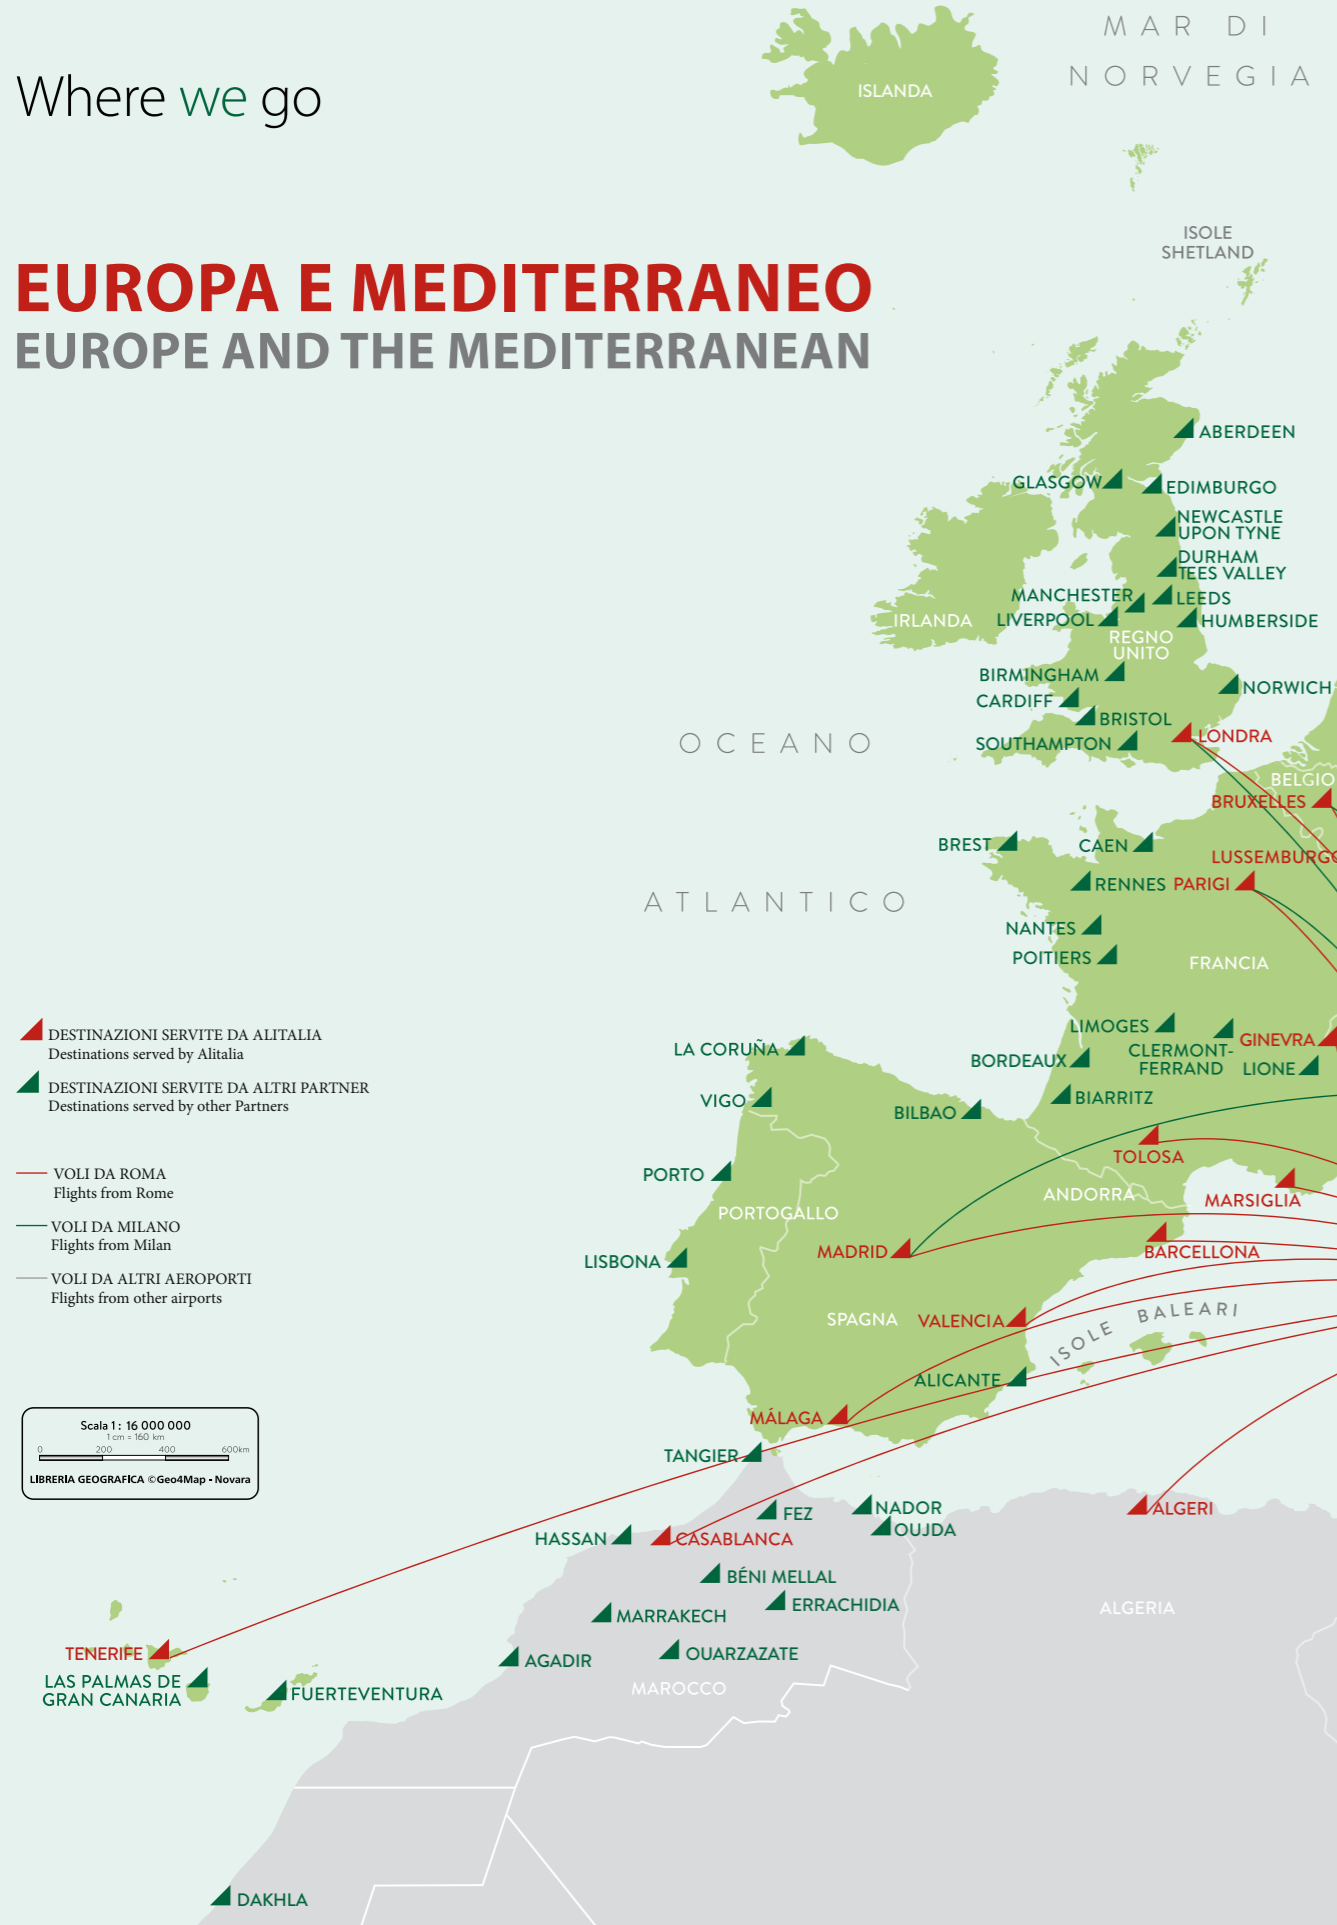 Where we go
EUROPA E MEDITERRANEO
EUROPE AND THE MEDITERRANEAN
MAR DI
NORVEGIA
ISLANDA
ISOLE
SHETLAND
ABERDEEN
GLASGOW
EDIMBURGO
NEWCASTLE
UPON TYNE
DURHAM
TEES VALLEY
MANCHESTER
LEEDS
LIVERPOOL
HUMBERSIDE
IRLANDA
REGNO
UNITO
BIRMINGHAM
NORWICH
CARDIFF
BRISTOL
SOUTHAMPTON
LONDRA
OCEANO
BELGIO
BRUXELLES
BREST
CAEN
LUSSEMBURGO
RENNES
PARIGI
ATLANTICO
NANTES
POITIERS
FRANCIA
LIMOGES
GINEVRA
CLERMONT-
FERRAND
LIONE
LA CORUÑA
BORDEAUX
VIGO
BILBAO
BIARRITZ
TOLOSA
PORTO
ANDORRA
MARSIGLIA
PORTOGALLO
MADRID
BARCELLONA
LISBONA
SPAGNA
VALENCIA
ISOLE BALEARI
ALICANTE
MÁLAGA
TANGIER
FEZ
NADOR
OUJDA
ALGERI
HASSAN
CASABLANCA
BÉNI MELLAL
ERRACHIDIA
ALGERIA
MARRAKECH
AGADIR
OUARZAZATE
MAROCCO
TENERIFE
LAS PALMAS DE
GRAN CANARIA
FUERTEVENTURA
DAKHLA
DESTINAZIONI SERVITE DA ALITALIA
Destinations served by Alitalia
DESTINAZIONI SERVITE DA ALTRI PARTNER
Destinations served by other Partners
VOLI DA ROMA
Flights from Rome
VOLI DA MILANO
Flights from Milan
VOLI DA ALTRI AEROPORTI
Flights from other airports
Scala 1 : 16 000 000
1 cm = 160 km
0 200 400 600km
LIBRERIA GEOGRAFICA ©Geo4Map - Novara